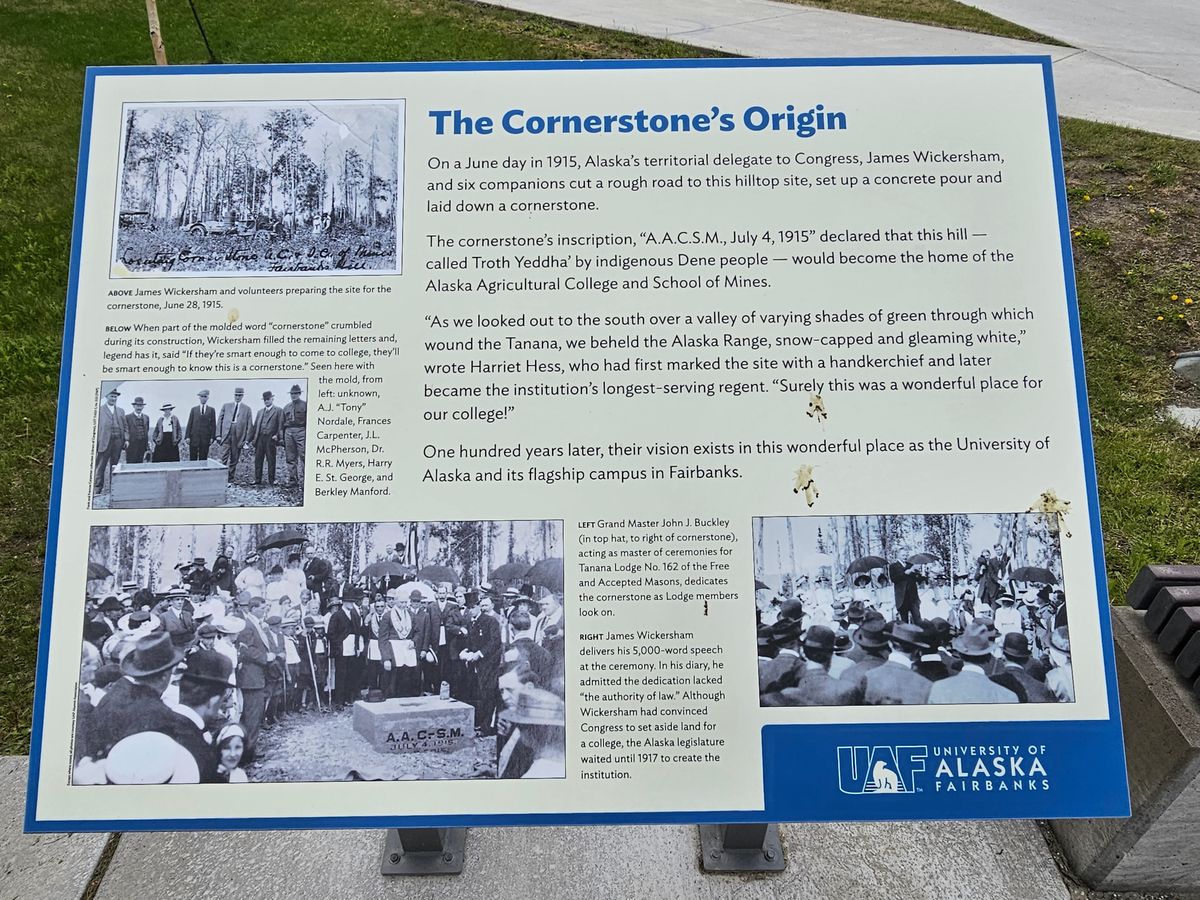 The Cornerstone's Origin
On a June day in 1915, Alaska's territorial delegate to Congress, James Wickersham,
and six companions cut a rough road to this hilltop site, set up a concrete pour and
laid down a cornerstone.
The cornerstone's inscription, “A.A.C.S.M., July 4, 1915” declared that this hill —
called Troth Yeddha' by indigenous Dene people — would become the home of the
Alaska Agricultural College and School of Mines.
“As we looked out to the south over a valley of varying shades of green through which
wound the Tanana, we beheld the Alaska Range, snow-capped and gleaming white,”
wrote Harriet Hess, who had first marked the site with a handkerchief and later
became the institution's longest-serving regent. “Surely this was a wonderful place for
our college!”
One hundred years later, their vision exists in this wonderful place as the University of
Alaska and its flagship campus in Fairbanks.
ABOVE James Wickersham and volunteers preparing the site for the
cornerstone, June 28, 1915.
BELOW When part of the molded word “cornerstone” crumbled
during its construction, Wickersham filled the remaining letters and,
legend has it, said “If they're smart enough to come to college, they'll
be smart enough to know this is a cornerstone.” Seen here with
the mold, from
left: unknown,
A.J. “Tony”
Nordale, Frances
Carpenter, J.L.
McPherson, Dr.
R.R. Myers, Harry
E. St. George, and
Berkley Manford.
A.A.C.-S.M.
JULY 4, 1915
LEFT Grand Master John J. Buckley
(in top hat, to right of cornerstone),
acting as master of ceremonies for
Tanana Lodge No. 162 of the Free
and Accepted Masons, dedicates
the cornerstone as Lodge members
look on.
RIGHT James Wickersham
delivers his 5,000-word speech
at the ceremony. In his diary, he
admitted the dedication lacked
“the authority of law.” Although
Wickersham had convinced
Congress to set aside land for
a college, the Alaska legislature
waited until 1917 to create the
institution.
UAF
UNIVERSITY OF
ALASKA
FAIRBANKS